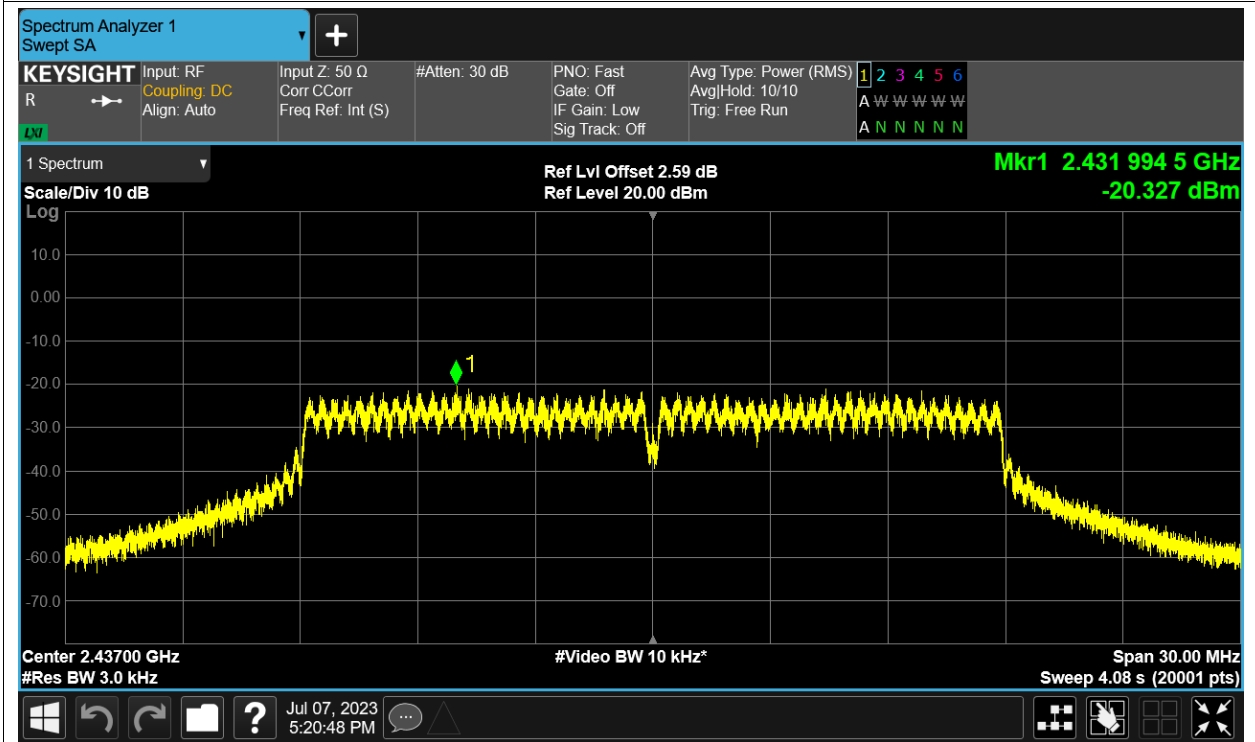 Spectrum Analyzer 1
Swept SA
+
KEYSIGHT Input: RF Input Z: 50 Ω #Atten: 30 dB PNO: Fast Avg Type: Power (RMS) 1 2 3 4 5 6
R Coupling: DC Corr CCorr Gate: Off Avg|Hold: 10/10 A W W W W W
Align: Auto Freq Ref: Int (S) IF Gain: Low Trig: Free Run
LXI Sig Track: Off A N N N N N
1 Spectrum
Ref Lvl Offset 2.59 dB Mkr1 2.431 994 5 GHz
Scale/Div 10 dB Ref Level 20.00 dBm -20.327 dBm
Log
10.0
0.00
-10.0
1
-20.0
-30.0
-40.0
-50.0
-60.0
-70.0
Center 2.43700 GHz #Video BW 10 kHz* Span 30.00 MHz
#Res BW 3.0 kHz Sweep 4.08 s (20001 pts)
? Jul 07, 2023
5:20:48 PM